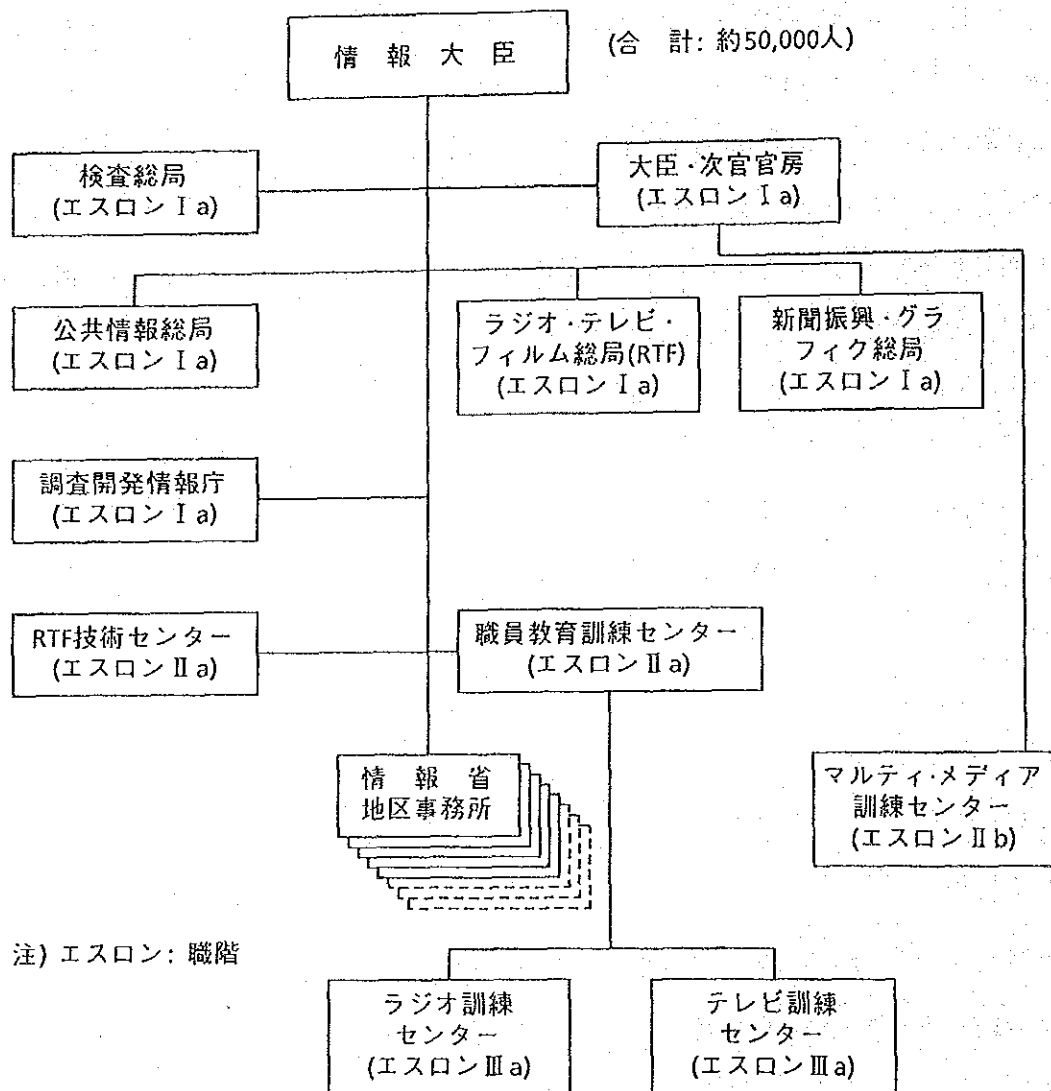 情報大臣
(合 計: 約50,000人)
検査総局
(エスロン Ⅰa)
大臣・次官官房
(エスロン Ⅰa)
公共情報総局
(エスロン Ⅰa)
ラジオ・テレビ・
フィルム総局(RTF)
(エスロン Ⅰa)
新聞振興・グラ
フィク総局
(エスロン Ⅰa)
調査開発情報庁
(エスロン Ⅰa)
RTF技術センター
(エスロン Ⅱa)
職員教育訓練センター
(エスロン Ⅱa)
情報省
地区事務所
マルティ・メディア
訓練センター
(エスロン Ⅱb)
注) エスロン: 職階
ラジオ訓練
センター
(エスロン Ⅲa)
テレビ訓練
センター
(エスロン Ⅲa)